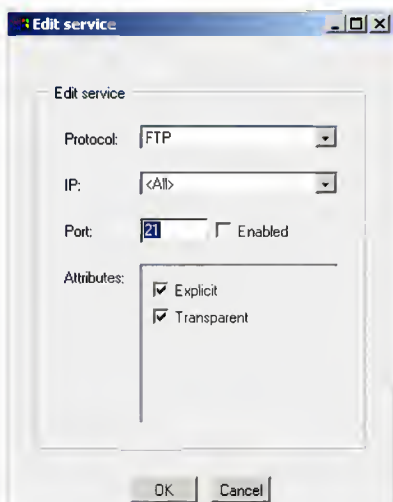 Edit service
Edit service
Protocol: FTP
IP: <All>
Port: 21 Enabled
Attributes:
Explicit
Transparent
OK Cancel